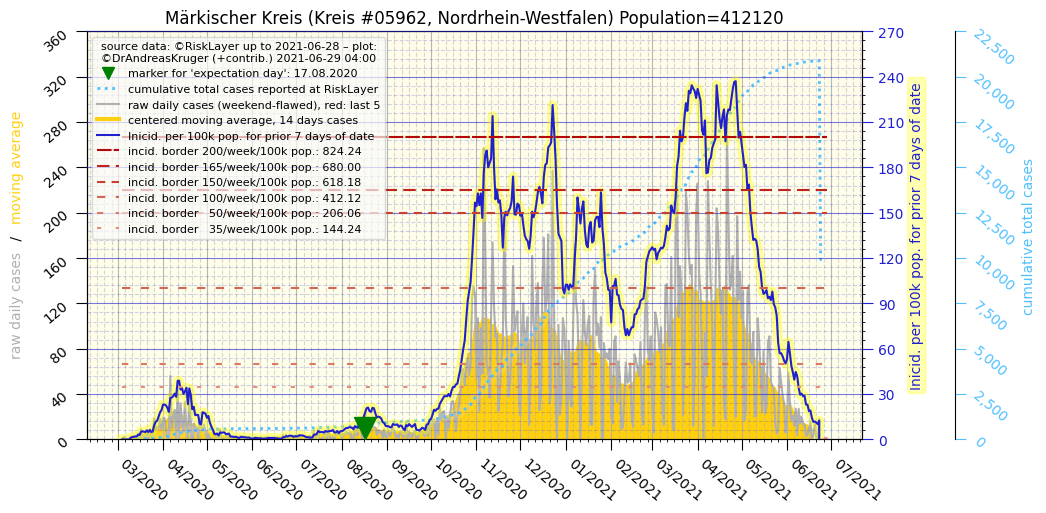 Märkischer Kreis (Kreis #05962, Nordrhein-Westfalen) Population=412120
source data: ©RiskLayer up to 2021-06-28 – plot:
©DrAndreasKruger (+contrib.) 2021-06-29 04:00
marker for 'expectation day': 17.08.2020
cumulative total cases reported at RiskLayer
raw daily cases (weekend-flawed), red: last 5
centered moving average, 14 days cases
Inicid. per 100k pop. for prior 7 days of date
incid. border 200/week/100k pop.: 824.24
incid. border 165/week/100k pop.: 680.00
incid. border 150/week/100k pop.: 618.18
incid. border 100/week/100k pop.: 412.12
incid. border   50/week/100k pop.: 206.06
incid. border   35/week/100k pop.: 144.24
raw daily cases   /   moving average
360
320
280
240
200
160
120
80
40
0
03/2020
04/2020
05/2020
06/2020
07/2020
08/2020
09/2020
10/2020
11/2020
12/2020
01/2021
02/2021
03/2021
04/2021
05/2021
06/2021
07/2021
270
240
210
180
150
120
90
60
30
0
Inicid. per 100k pop. for prior 7 days of date
22,500
20,000
17,500
15,000
12,500
10,000
7,500
5,000
2,500
0
cumulative total cases